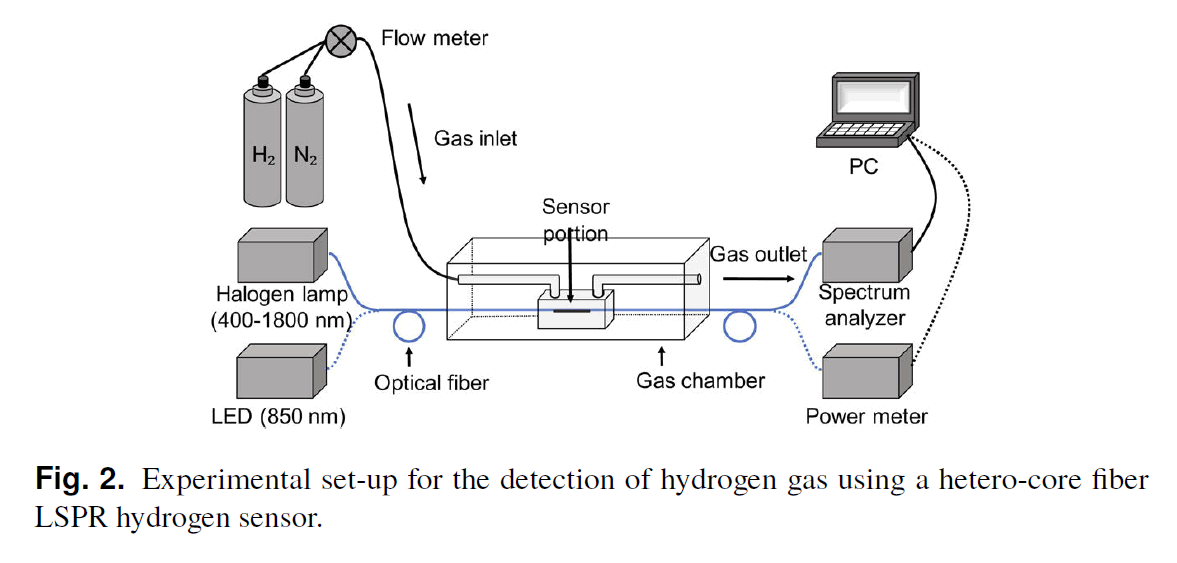 Flow meter
H₂ N₂
Gas inlet
PC
Sensor
portion
Gas outlet
Halogen lamp
(400-1800 nm)
Spectrum
analyzer
Optical fiber
Gas chamber
LED (850 nm)
Power meter
Fig. 2. Experimental set-up for the detection of hydrogen gas using a hetero-core fiber
LSPR hydrogen sensor.